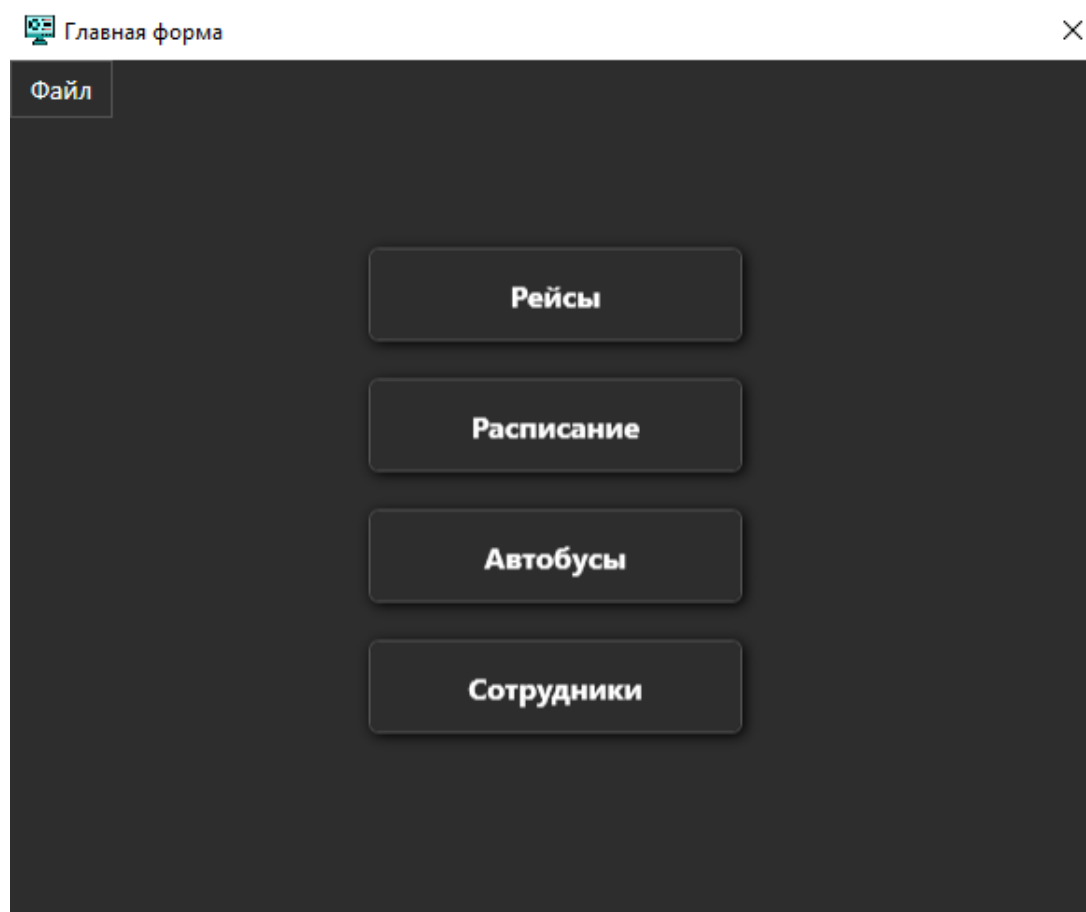 Главная форма
Файл
Рейсы
Расписание
Автобусы
Сотрудники